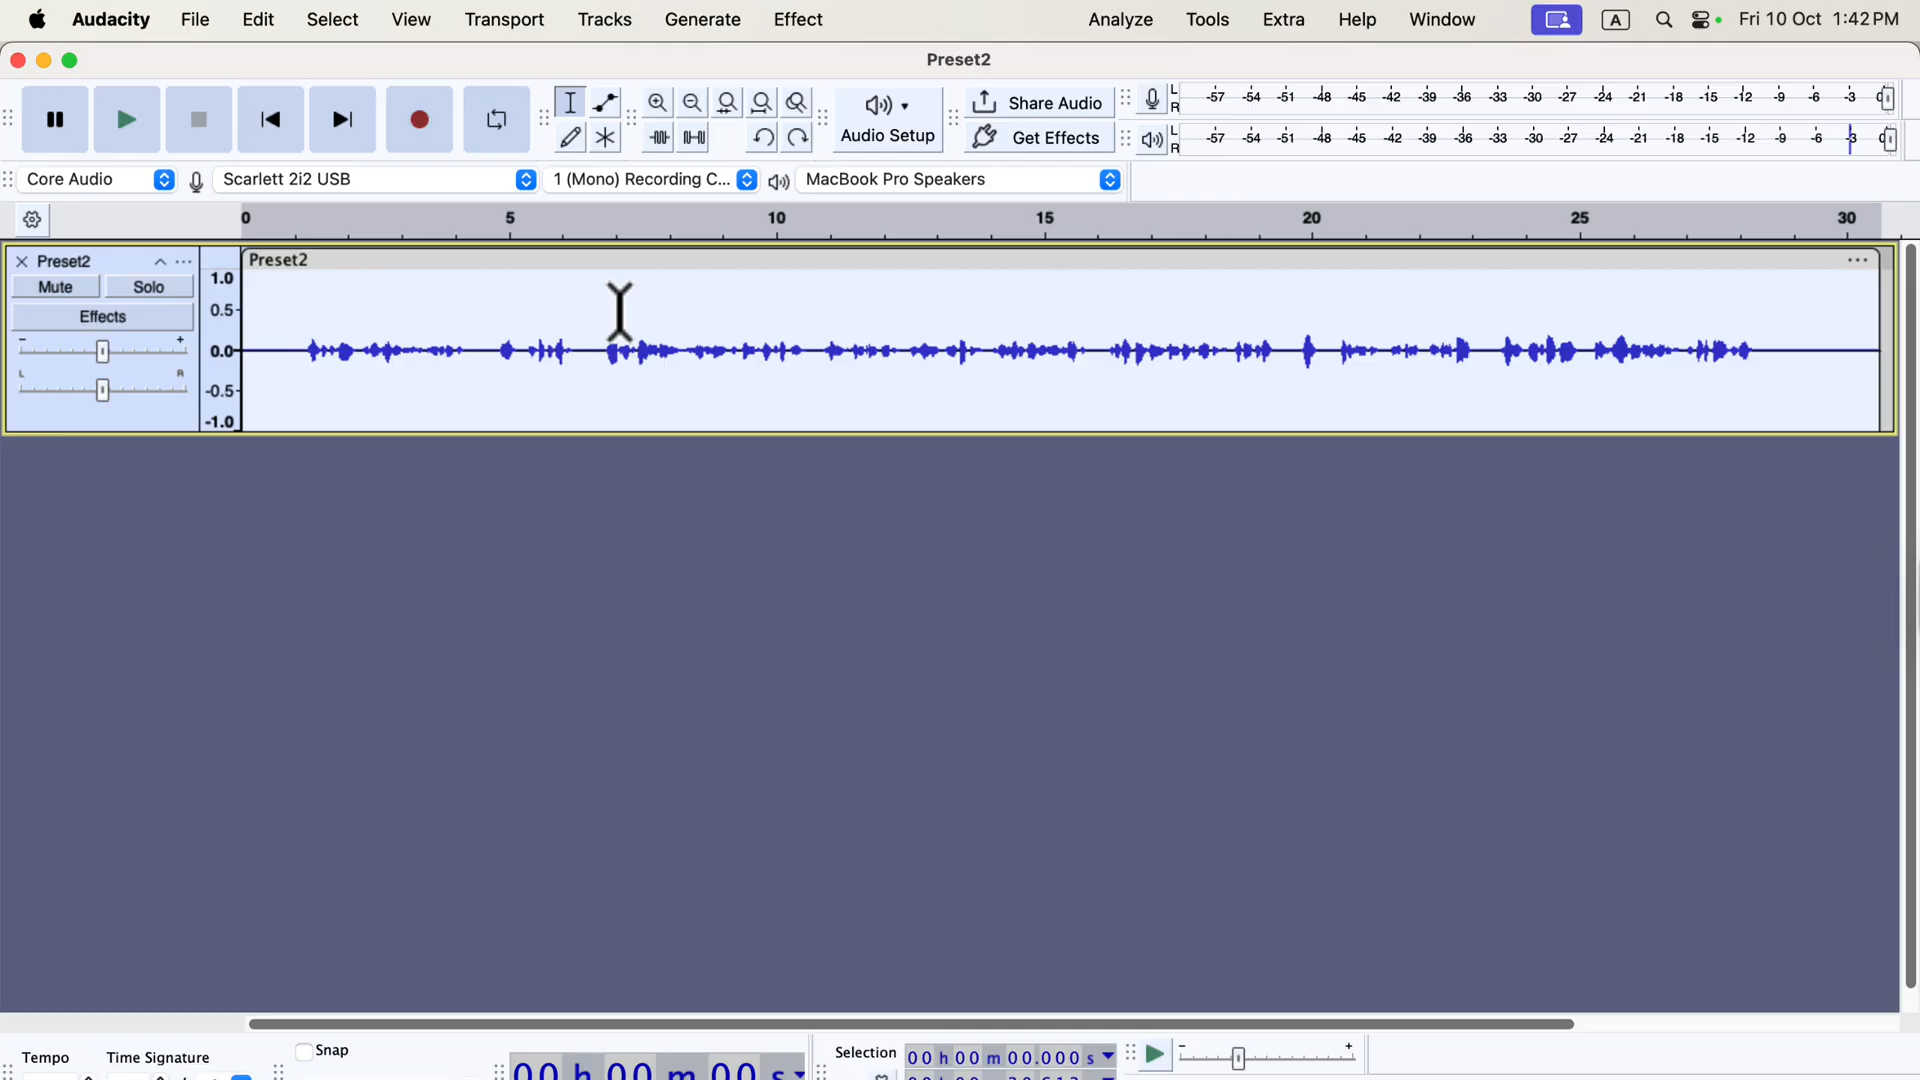 Audacity File Edit Select View Transport Tracks Generate Effect Analyze Tools Extra Help Window A Fri 10 Oct 1:42 PM
Preset2
Audio Setup
Share Audio
Get Effects
L
R
-57 -54 -51 -48 -45 -42 -39 -36 -33 -30 -27 -24 -21 -18 -15 -12 -9 -6 -3 0
L
R
-57 -54 -51 -48 -45 -42 -39 -36 -33 -30 -27 -24 -21 -18 -15 -12 -9 -6 -3 0
Core Audio Scarlett 2i2 USB 1 (Mono) Recording C... MacBook Pro Speakers
0 5 10 15 20 25 30
Preset2 ... Preset2 ...
Mute Solo
Effects
- +
L R
1.0
0.5
0.0
-0.5
-1.0
Tempo Time Signature Snap
00 h 00 m 00 s
Selection 00 h 00 m 00.000 s
- +